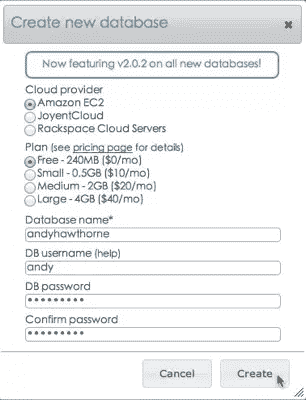 Create new database
Now featuring v2.0.2 on all new databases!
Cloud provider
Amazon EC2
JoyentCloud
Rackspace Cloud Servers
Plan (see pricing page for details)
Free - 240MB ($0/mo)
Small - 0.5GB ($10/mo)
Medium - 2GB ($20/mo)
Large - 4GB ($40/mo)
Database name*
andyhawthorne
DB username (help)
andy
DB password
•••••••••
Confirm password
•••••••••
Cancel Create